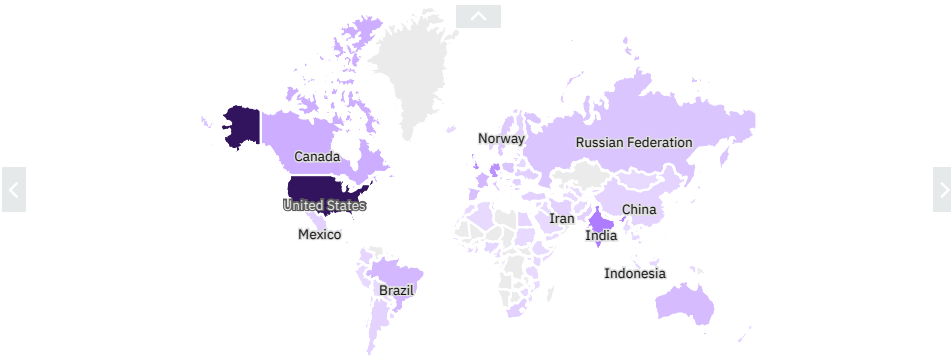 Norway
Russian Federation
Canada
United States
China
Iran
Mexico
India
Indonesia
Brazil